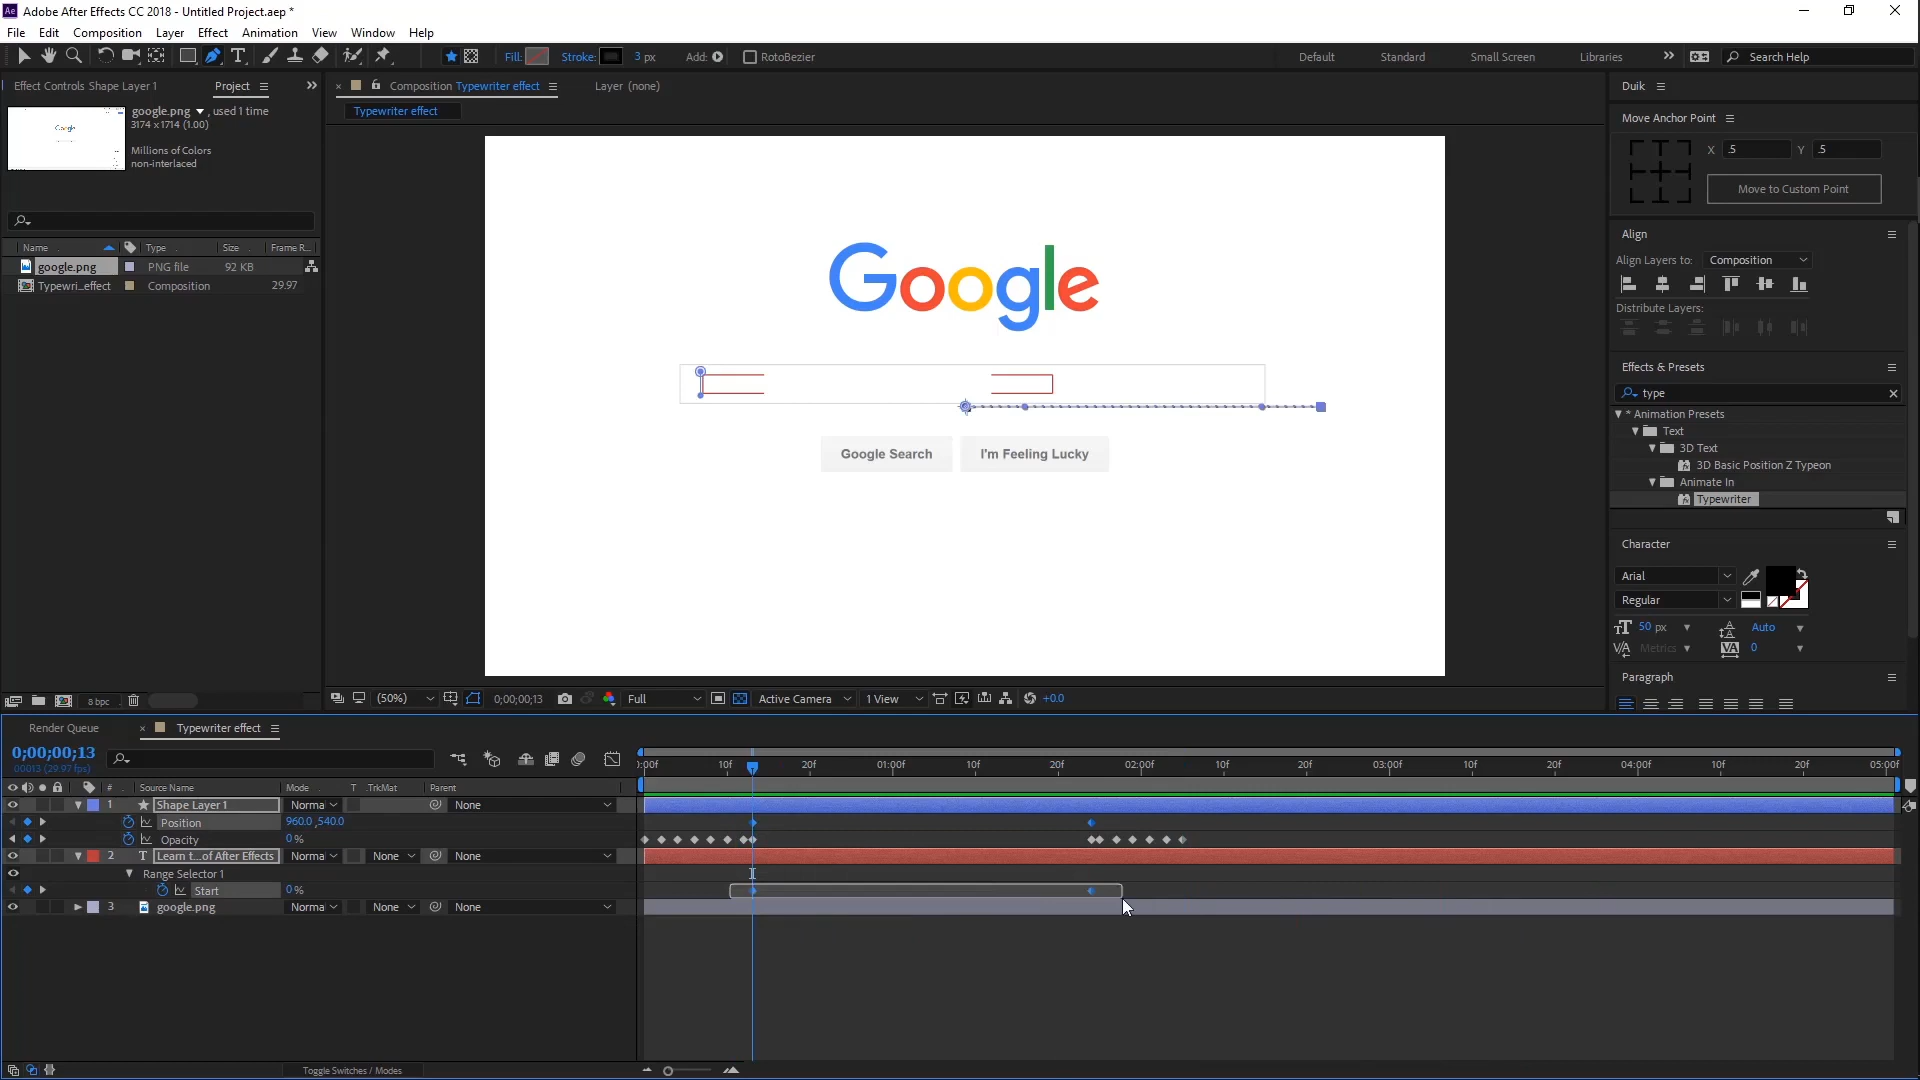 Ae Adobe After Effects CC 2018 - Untitled Project.aep *
File Edit Composition Layer Effect Animation View Window Help
Fill: Stroke: 3 px Add: RotoBezier Default Standard Small Screen Libraries Search Help
Effect Controls Shape Layer 1 Project
google.png , used 1 time
3174 x 1714 (1.00)
Millions of Colors
non-interlaced
Name Type Size Frame R...
google.png PNG file 92 KB
Typewri...effect Composition 29.97
8 bpc
Composition Typewriter effect Layer (none)
Typewriter effect
Google
Google Search I'm Feeling Lucky
(50%) 0;00;00;13 Full Active Camera 1 View +0.0
Duik
Move Anchor Point
X .5 Y .5
Move to Custom Point
Align
Align Layers to: Composition
Distribute Layers:
Effects & Presets
type
* Animation Presets
Text
3D Text
3D Basic Position Z Typeon
Animate In
Typewriter
Character
Arial
Regular
50 px Auto
Metrics 0
Paragraph
Render Queue Typewriter effect
0;00;00;13
00013 (29.97 fps)
):00f 10f 20f 01:00f 10f 20f 02:00f 10f 20f 03:00f 10f 20f 04:00f 10f 20f 05:00f
# Source Name Mode T .TrkMat Parent
1 Shape Layer 1 Norma None
Position 960.0 ,540.0
Opacity 0 %
2 T Learn t...of After Effects Norma None None
Range Selector 1
Start 0 %
3 google.png Norma None None
Toggle Switches / Modes